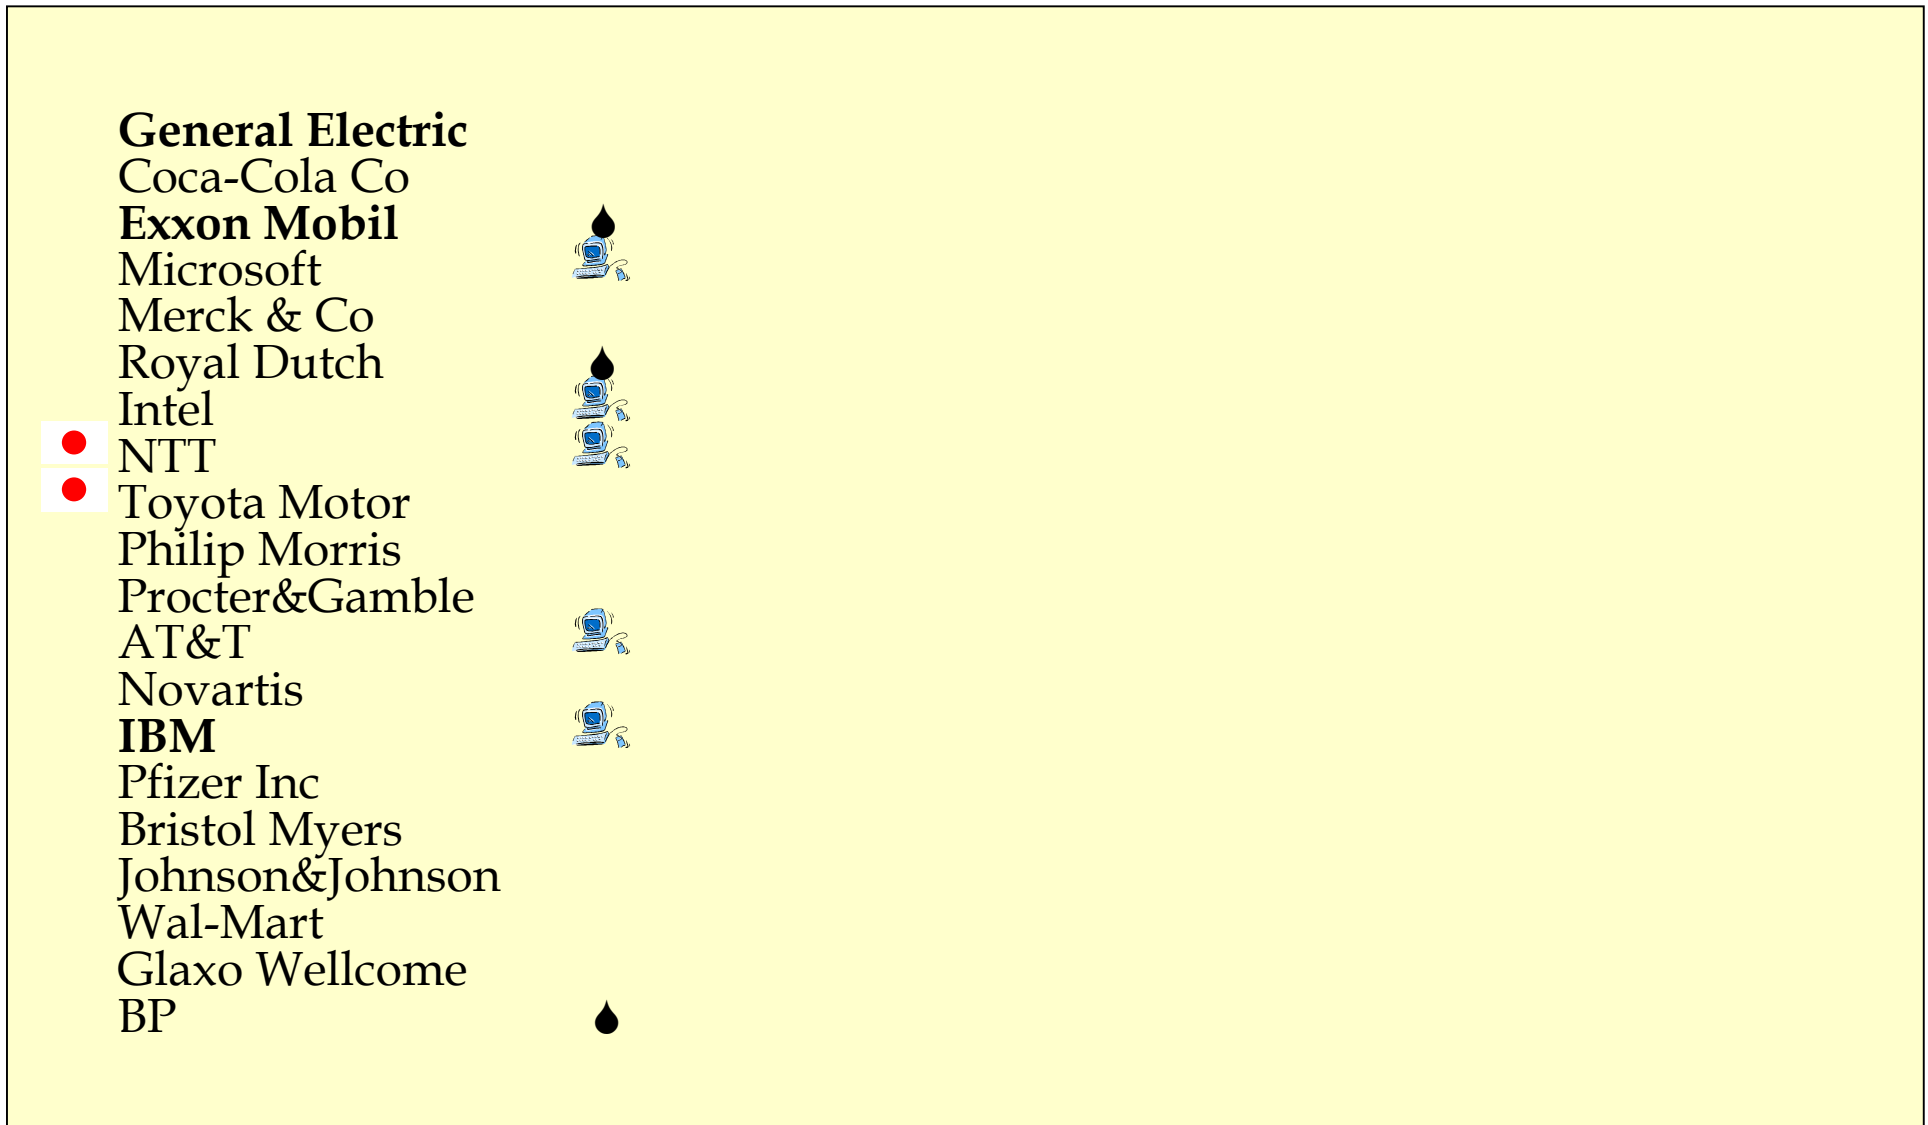 General Electric
Coca-Cola Co
Exxon Mobil
Microsoft
Merck & Co
Royal Dutch
Intel
NTT
Toyota Motor
Philip Morris
Procter&Gamble
AT&T
Novartis
IBM
Pfizer Inc
Bristol Myers
Johnson&Johnson
Wal-Mart
Glaxo Wellcome
BP